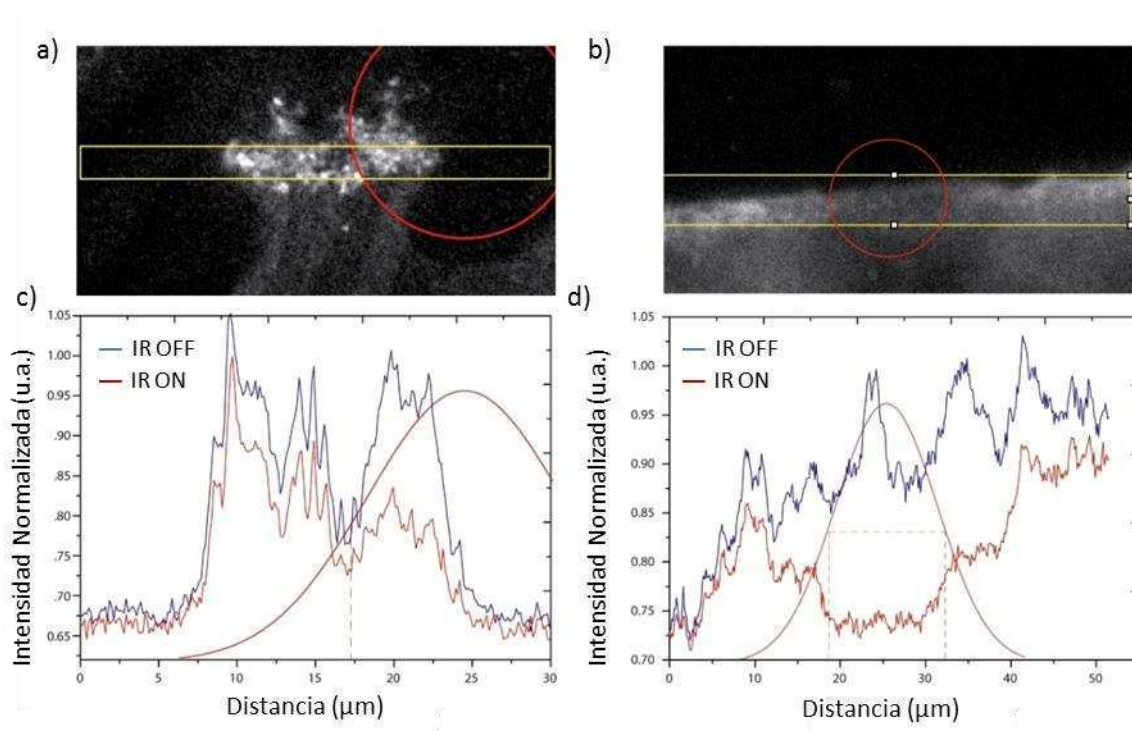 a)
b)
c)
1.05
1.00
0.95
.90
0.85
.80
0.75
.70
0.65
IR OFF
IR ON
Intensidad Normalizada (u.a.)
0
5
10
15
20
25
30
Distancia (μm)
d)
1.05
1.00
0.95
0.90
0.85
0.80
0.75
0.70
IR OFF
IR ON
Intensidad Normalizada (u.a.)
0
10
20
30
40
50
Distancia (μm)